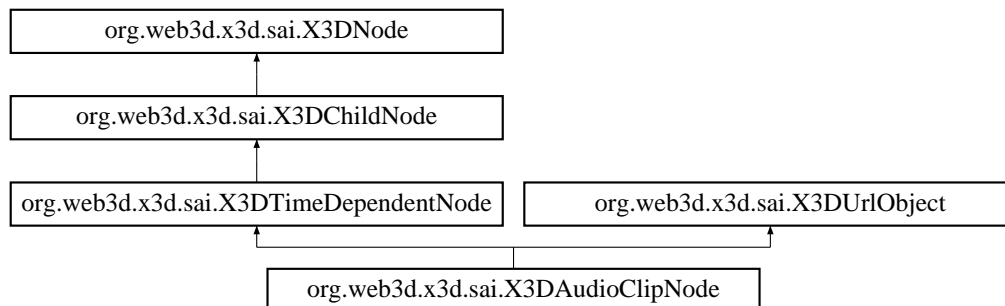 org.web3d.x3d.sai.X3DNode
org.web3d.x3d.sai.X3DChildNode
org.web3d.x3d.sai.X3DTimeDependentNode
org.web3d.x3d.sai.X3DUrlObject
org.web3d.x3d.sai.X3DAudioClipNode